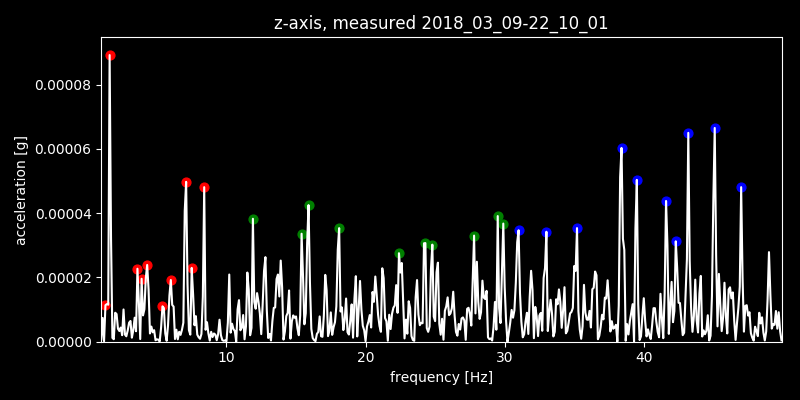 z-axis, measured 2018_03_09-22_10_01
0.00008
0.00006
0.00004
0.00002
0.00000
acceleration [g]
10 20 30 40
frequency [Hz]